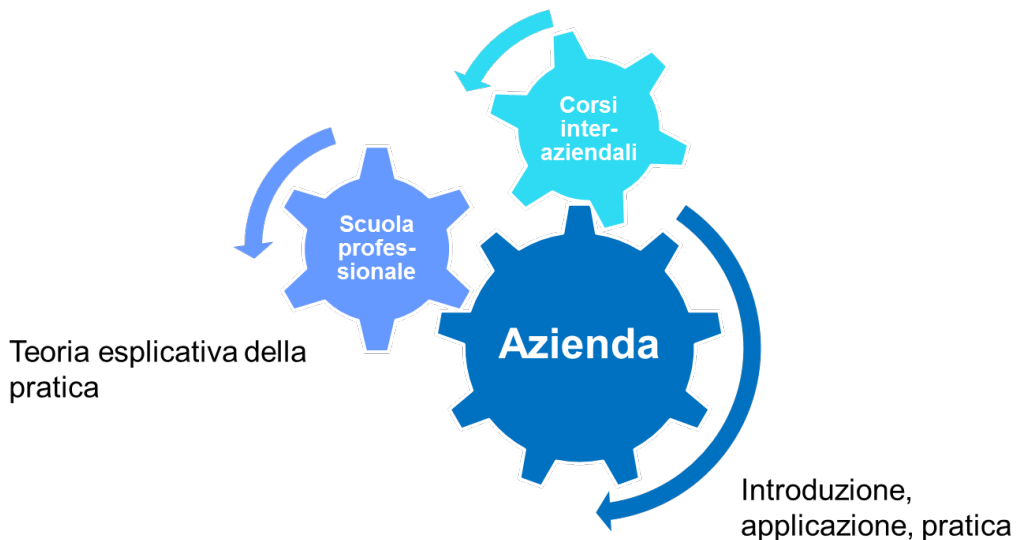 Corsi
inter-
aziendali
Scuola
profes-
sionale
Azienda
Teoria esplicativa della
pratica
Introduzione,
applicazione, pratica